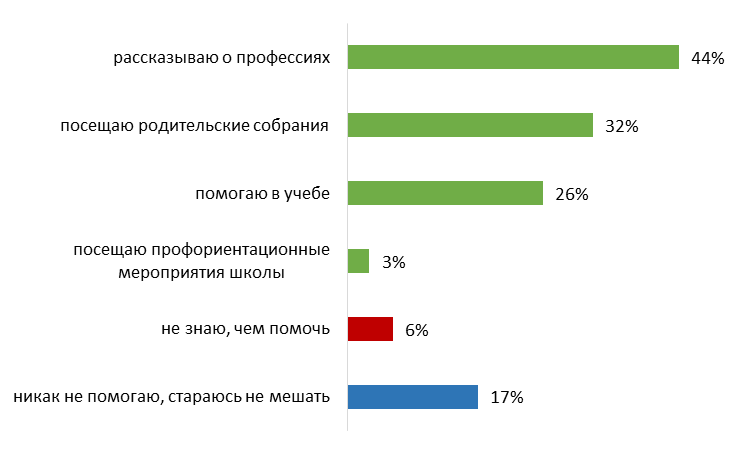 рассказываю о профессиях
44%
посещаю родительские собрания
32%
помогаю в учебе
26%
посещаю профориентационные
мероприятия школы
3%
не знаю, чем помочь
6%
никак не помогаю, стараюсь не мешать
17%